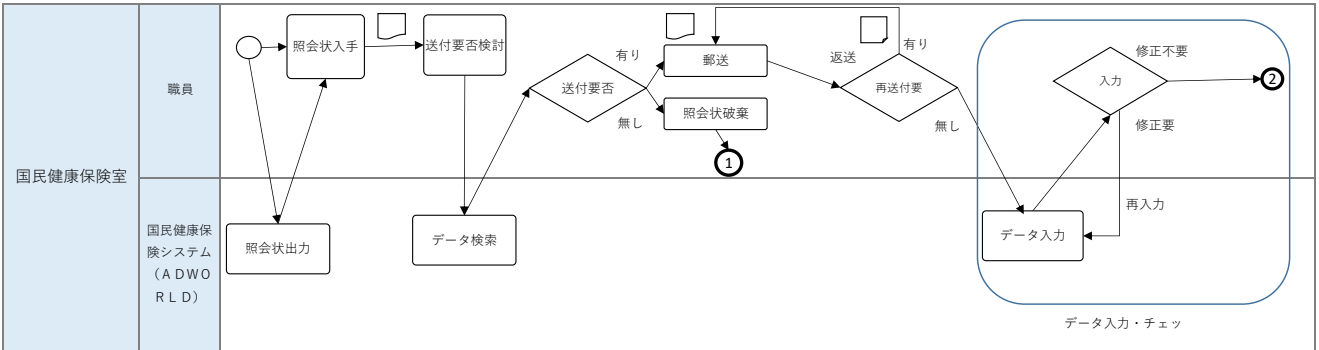 国民健康保険室
職員
照会状入手
送付要否検討
送付要否
有り
無し
郵送
照会状破棄
1
返送
有り
再送付要
無し
入力
修正不要
修正要
2
国民健康保
険システム
（ADWO
RLD）
照会状出力
データ検索
データ入力
再入力
データ入力・チェッ